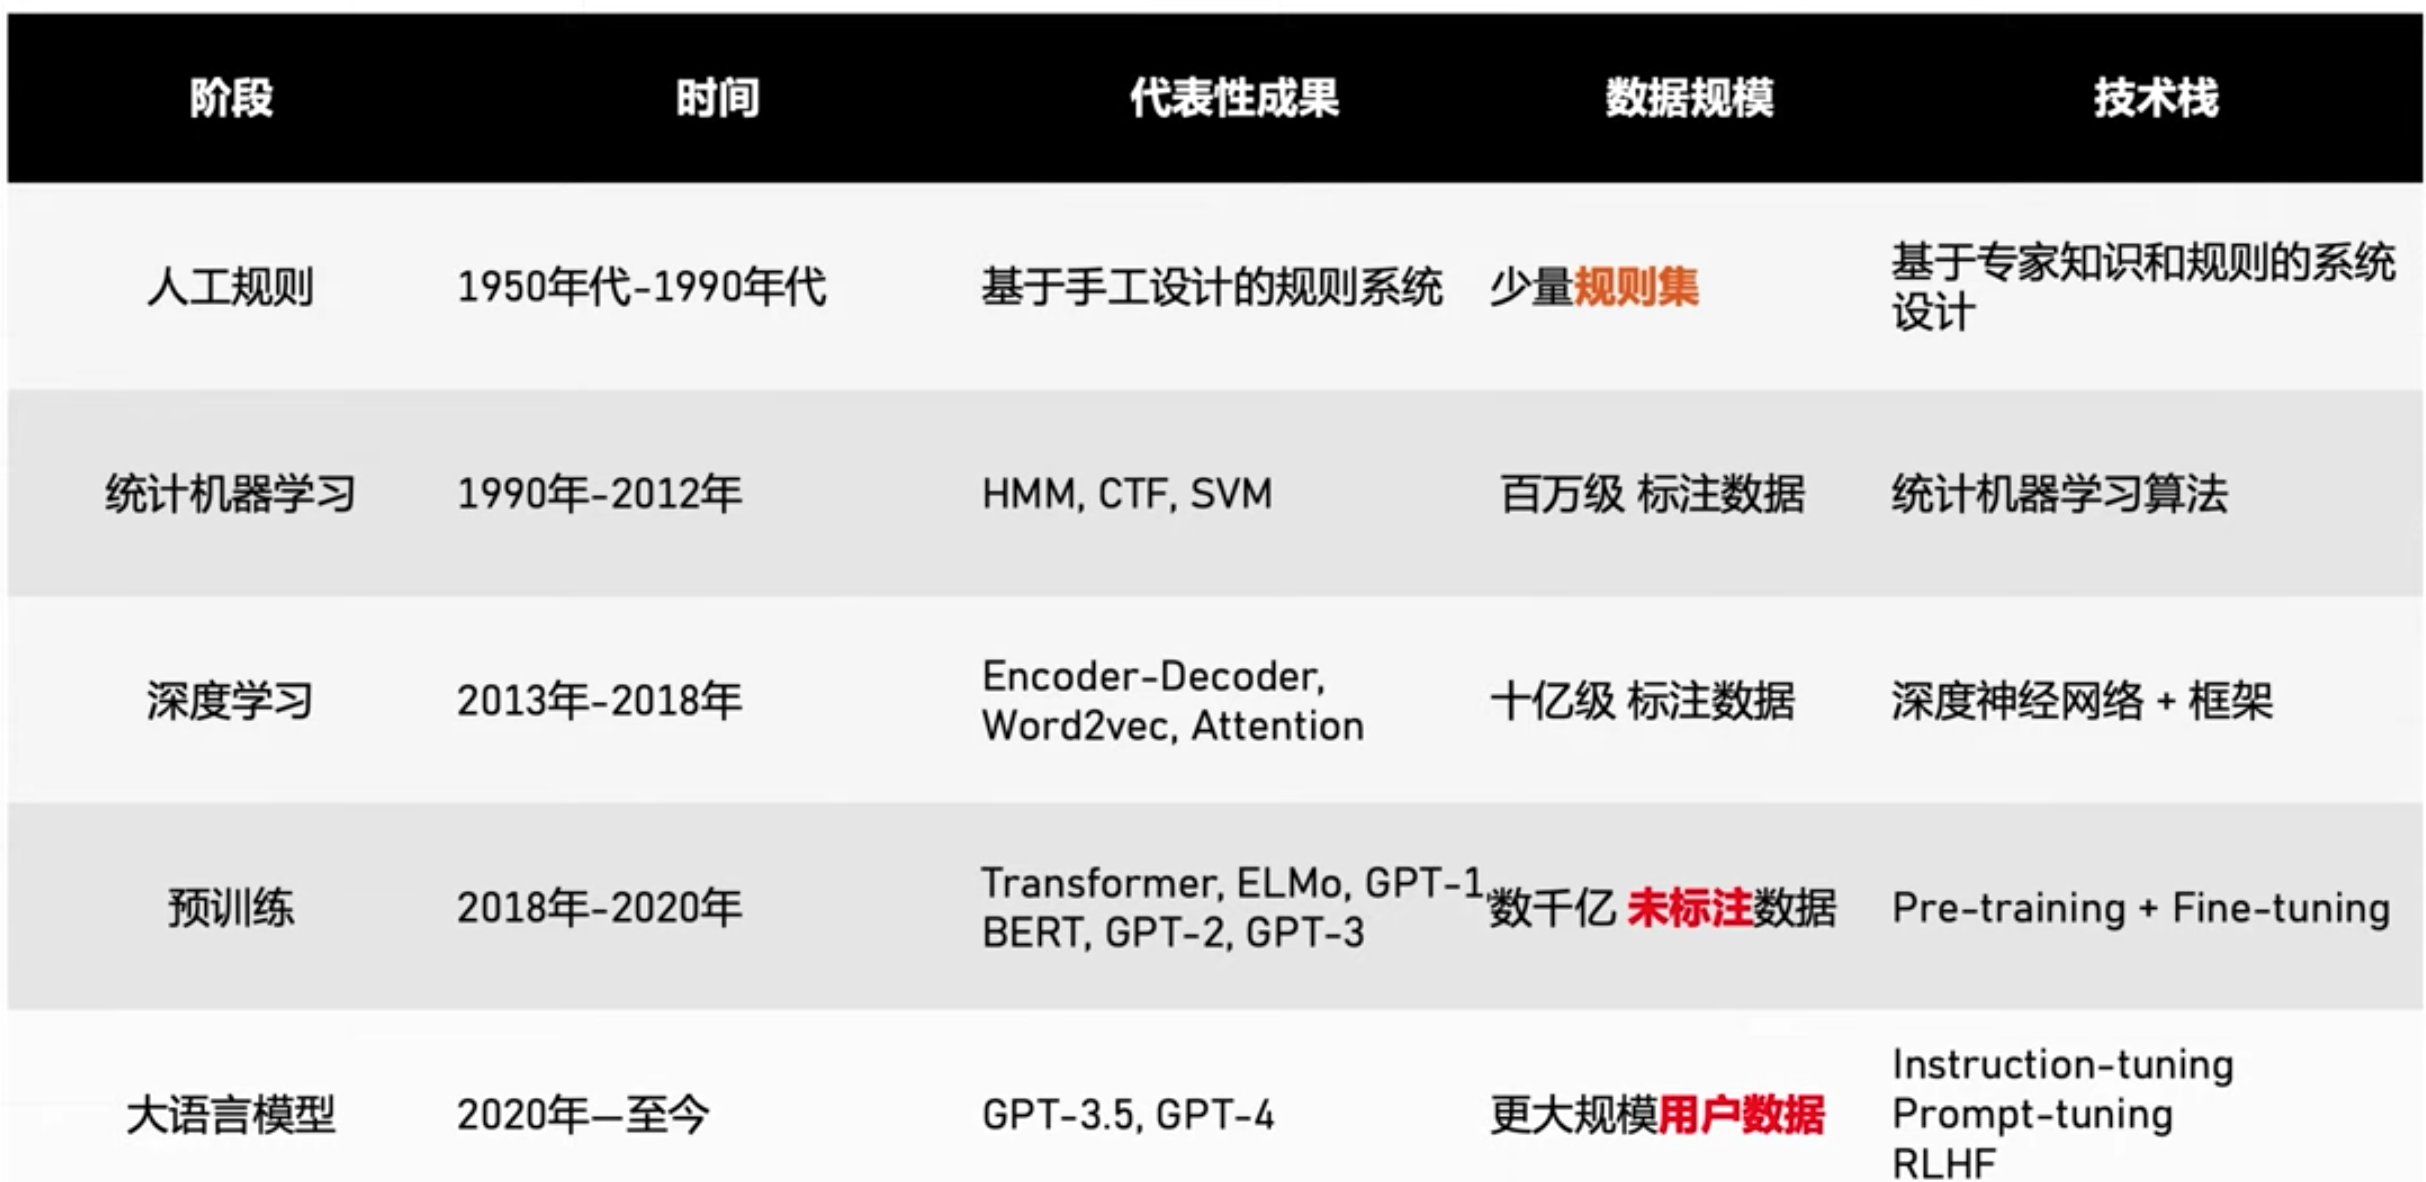 阶段 时间 代表性成果 数据规模 技术栈
人工规则 1950年代-1990年代 基于手工设计的规则系统 少量规则集 基于专家知识和规则的系统
设计
统计机器学习 1990年-2012年 HMM, CTF, SVM 百万级 标注数据 统计机器学习算法
深度学习 2013年-2018年 Encoder-Decoder,
Word2vec, Attention 十亿级 标注数据 深度神经网络 + 框架
预训练 2018年-2020年 Transformer, ELMo, GPT-1,
BERT, GPT-2, GPT-3 数千亿 未标注数据 Pre-training + Fine-tuning
大语言模型 2020年—至今 GPT-3.5, GPT-4 更大规模用户数据 Instruction-tuning
Prompt-tuning
RLHF